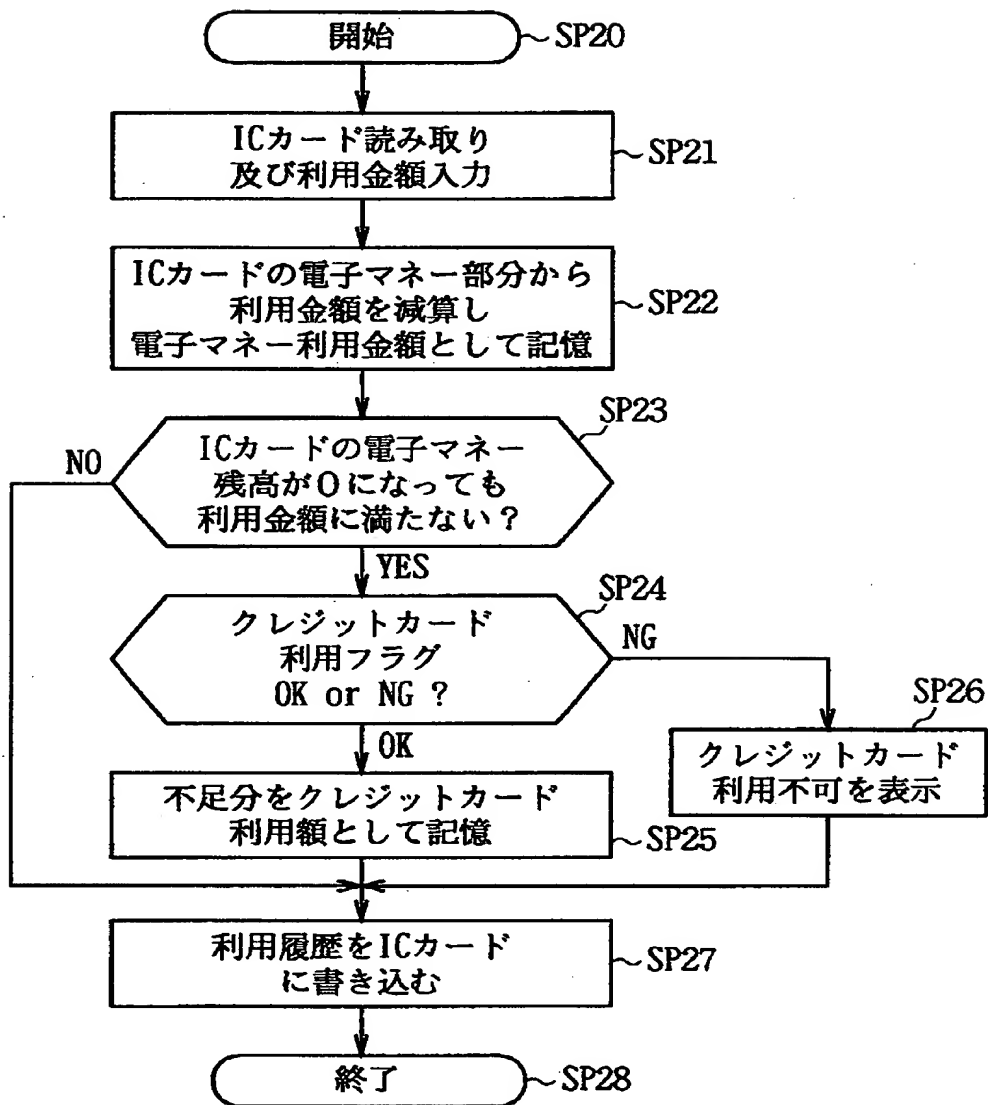 開始
SP20
ICカード読み取り
及び利用金額入力
SP21
ICカードの電子マネー部分から
利用金額を減算し
電子マネー利用金額として記憶
SP22
SP23
ICカードの電子マネー
残高が0になっても
利用金額に満たない?
NO
YES
SP24
クレジットカード
利用フラグ
OK or NG ?
NG
OK
SP26
クレジットカード
利用不可を表示
不足分をクレジットカード
利用額として記憶
SP25
利用履歴をICカード
に書き込む
SP27
終了
SP28